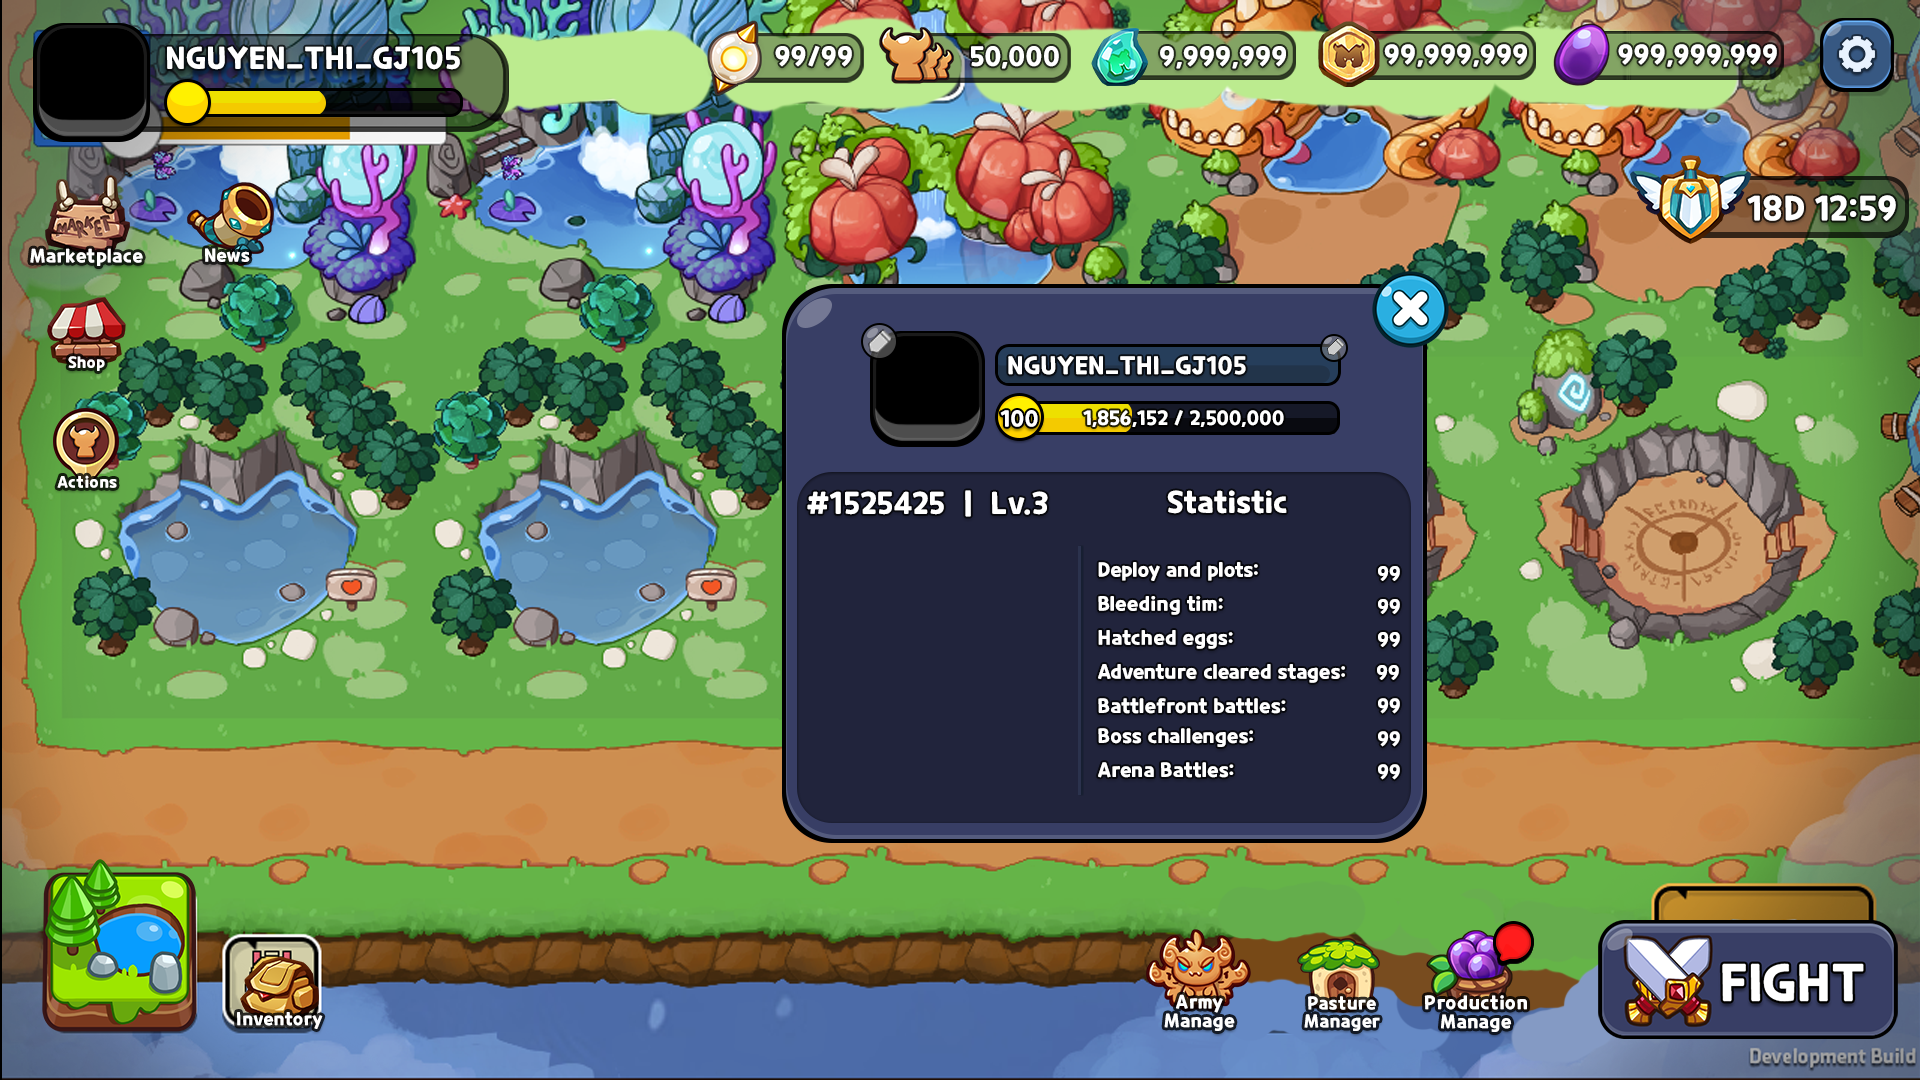 NGUYEN_THI_GJ105
99/99
50,000
9,999,999
99,999,999
999,999,999
18D 12:59
MARKET
Marketplace
News
Shop
Actions
NGUYEN_THI_GJ105
100
1,856,152 / 2,500,000
#1525425 | Lv.3
Statistic
Deploy and plots: 99
Bleeding tim: 99
Hatched eggs: 99
Adventure cleared stages: 99
Battlefront battles: 99
Boss challenges: 99
Arena Battles: 99
Inventory
Army
Manage
Pasture
Manager
Production
Manage
FIGHT
Development Build